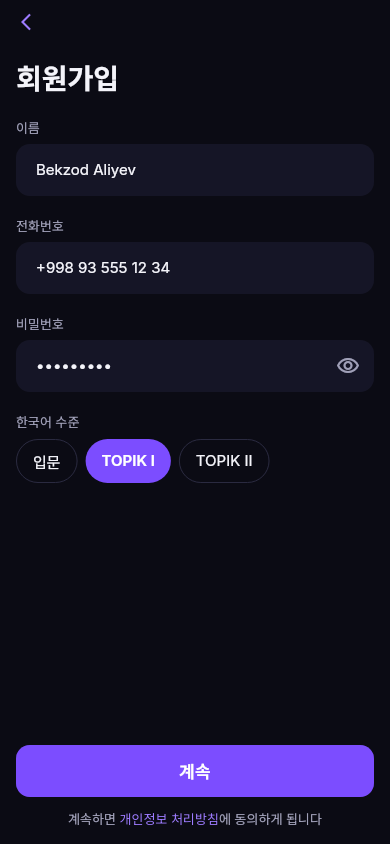 회원가입
이름
Bekzod Aliyev
전화번호
+998 93 555 12 34
비밀번호
•••••••••
한국어 수준
입문 TOPIK I TOPIK II
계속
계속하면 개인정보 처리방침에 동의하게 됩니다